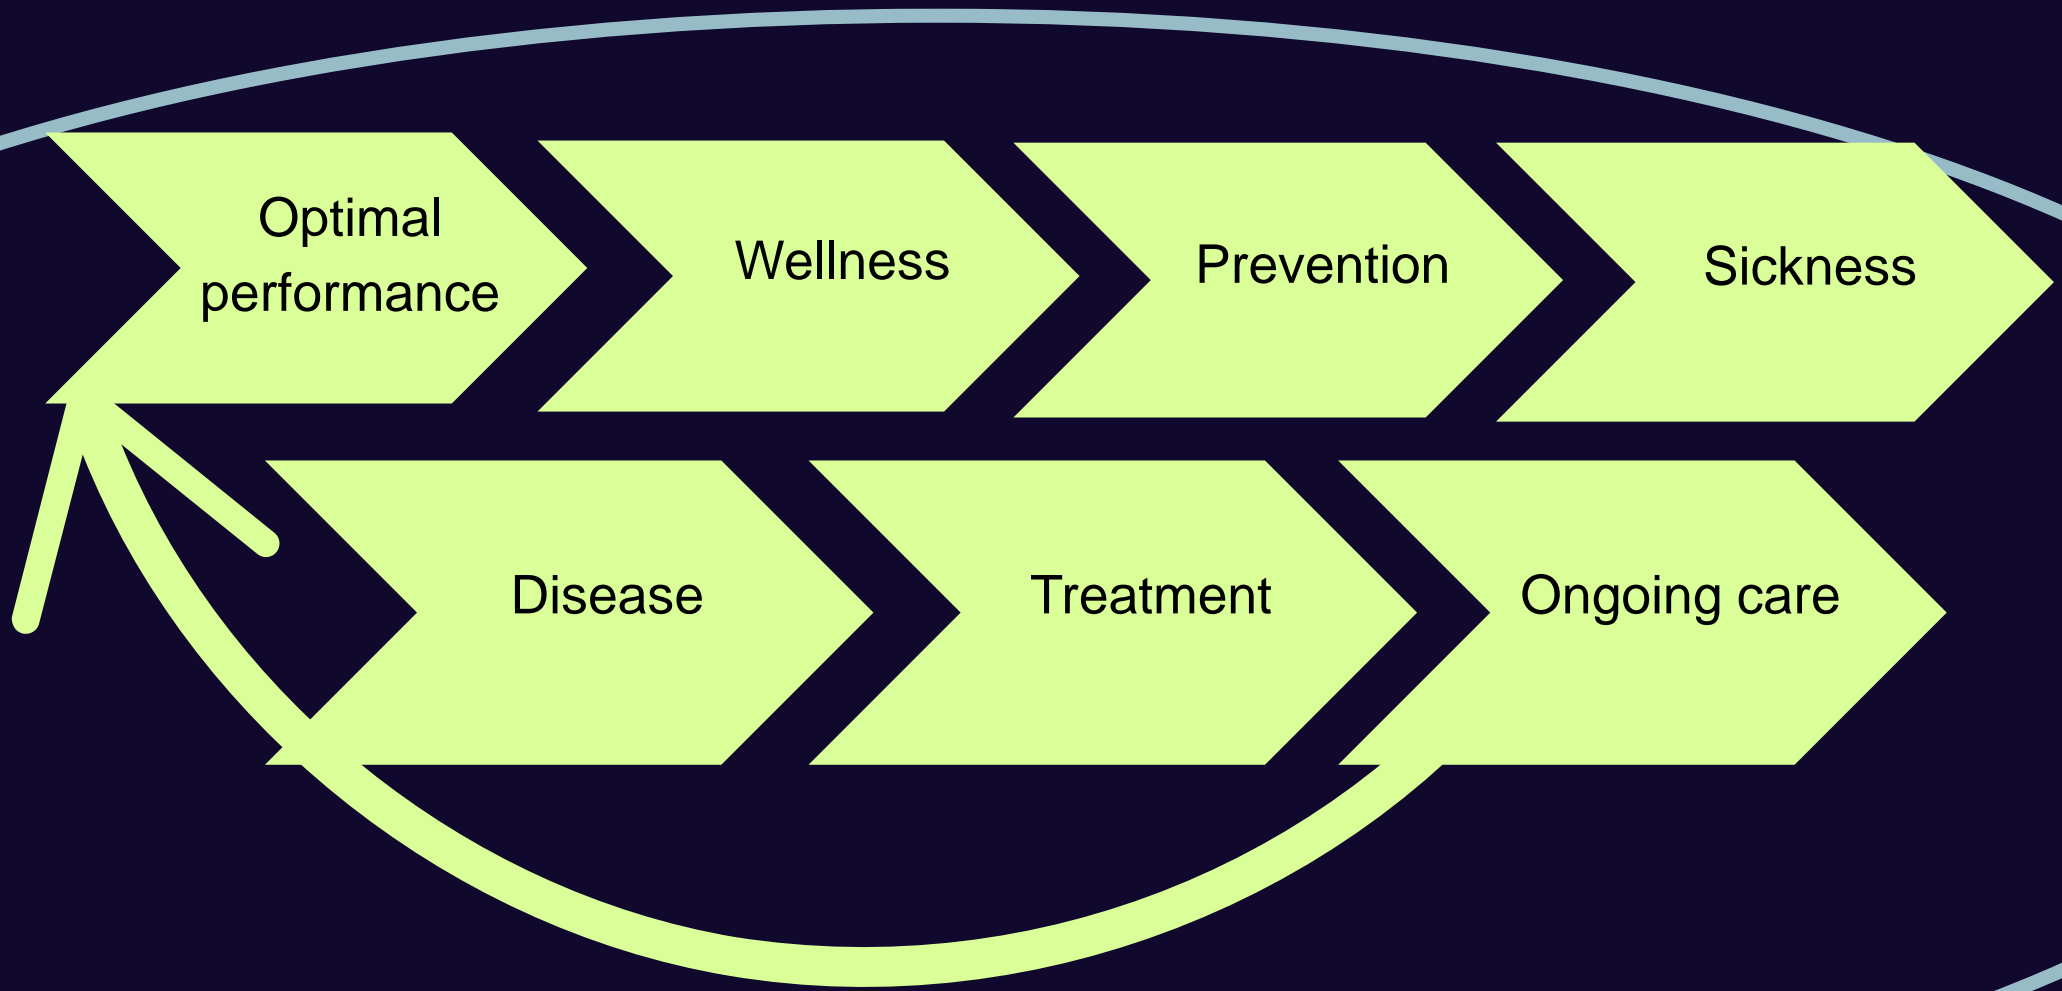 Optimal
performance
Wellness
Prevention
Sickness
Disease
Treatment
Ongoing care